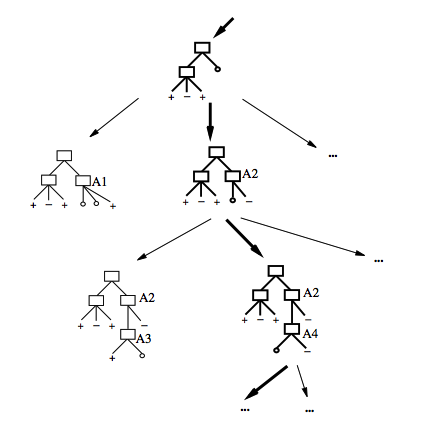 + − +
...
A1
+ − + +
A2
+ − + −
...
A2
+ − + −
A3
+
A2
+ − + −
A4
−
... ...